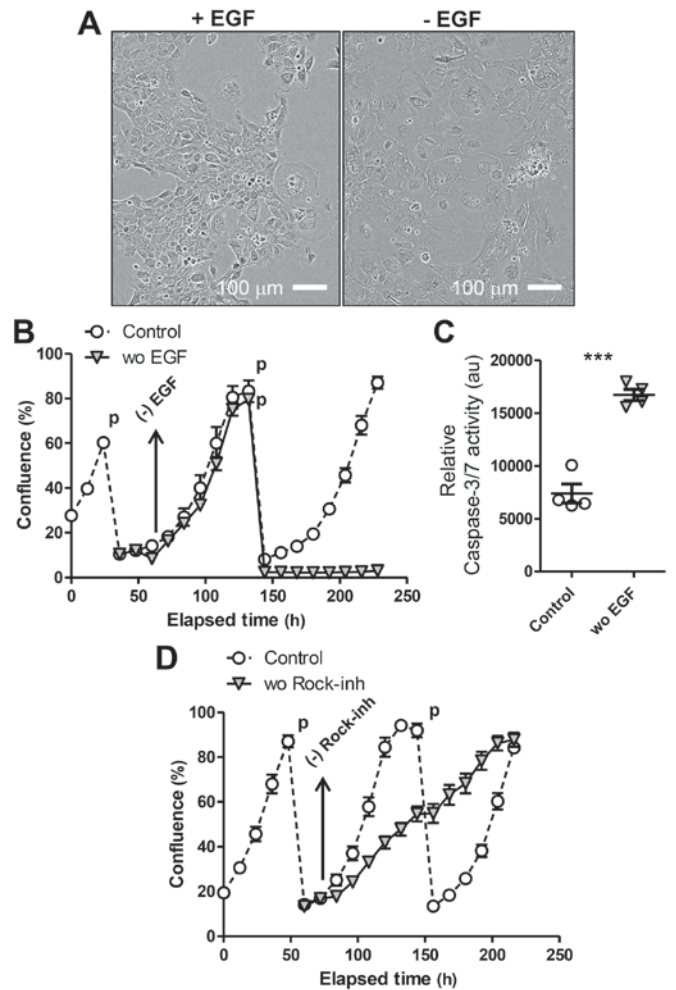 A
+ EGF
- EGF
100 μm
100 μm
B
Control
wo EGF
Confluence (%)
100
80
60
40
20
0
p
(-) EGF
p
p
0
50
100
150
200
250
Elapsed time (h)
C
Relative
Caspase-3/7 activity (au)
20000
15000
10000
5000
0
***
Control
wo EGF
D
Control
wo Rock-inh
Confluence (%)
100
80
60
40
20
0
p
(-) Rock-inh
p
0
50
100
150
200
250
Elapsed time (h)